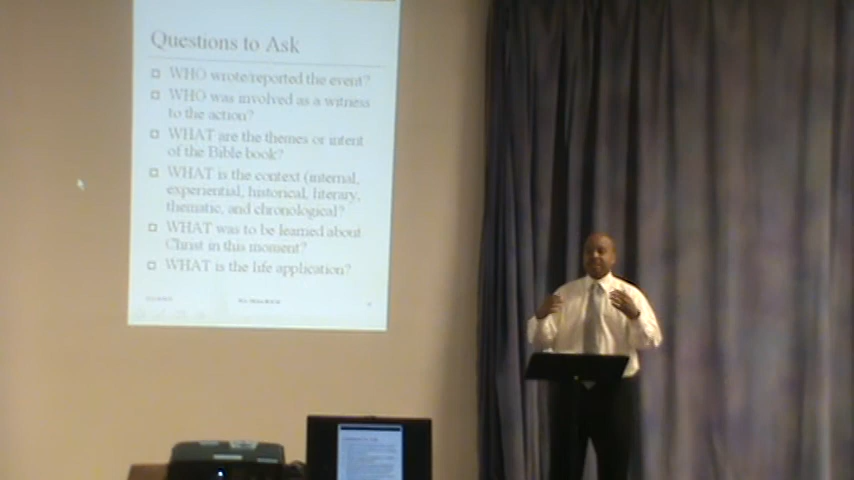 Questions to Ask
WHO wrote/reported the event?
WHO was involved as a witness
to the action?
WHAT are the themes or intent
of the Bible book?
WHAT is the context (internal,
experiential, historical, literary,
thematic, and chronological?
WHAT was to be learned about
Christ in this moment?
WHAT is the life application?